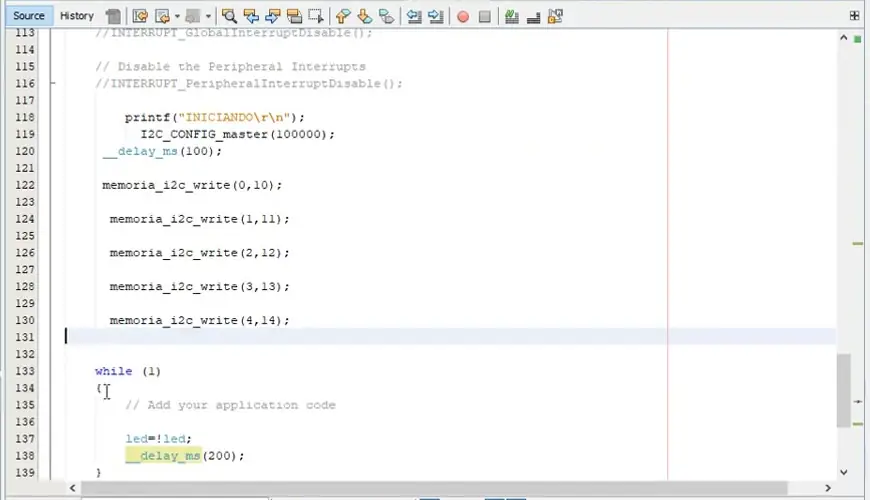 Source History
113 //INTERRUPT_GlobalInterruptDisable();
114
115 // Disable the Peripheral Interrupts
116 //INTERRUPT_PeripheralInterruptDisable();
117
118 printf("INICIANDO\r\n");
119 I2C_CONFIG_master(100000);
120 __delay_ms(100);
121
122 memoria_i2c_write(0,10);
123
124 memoria_i2c_write(1,11);
125
126 memoria_i2c_write(2,12);
127
128 memoria_i2c_write(3,13);
129
130 memoria_i2c_write(4,14);
131
132
133 while (1)
134 {
135 // Add your application code
136
137 led=!led;
138 __delay_ms(200);
139 }